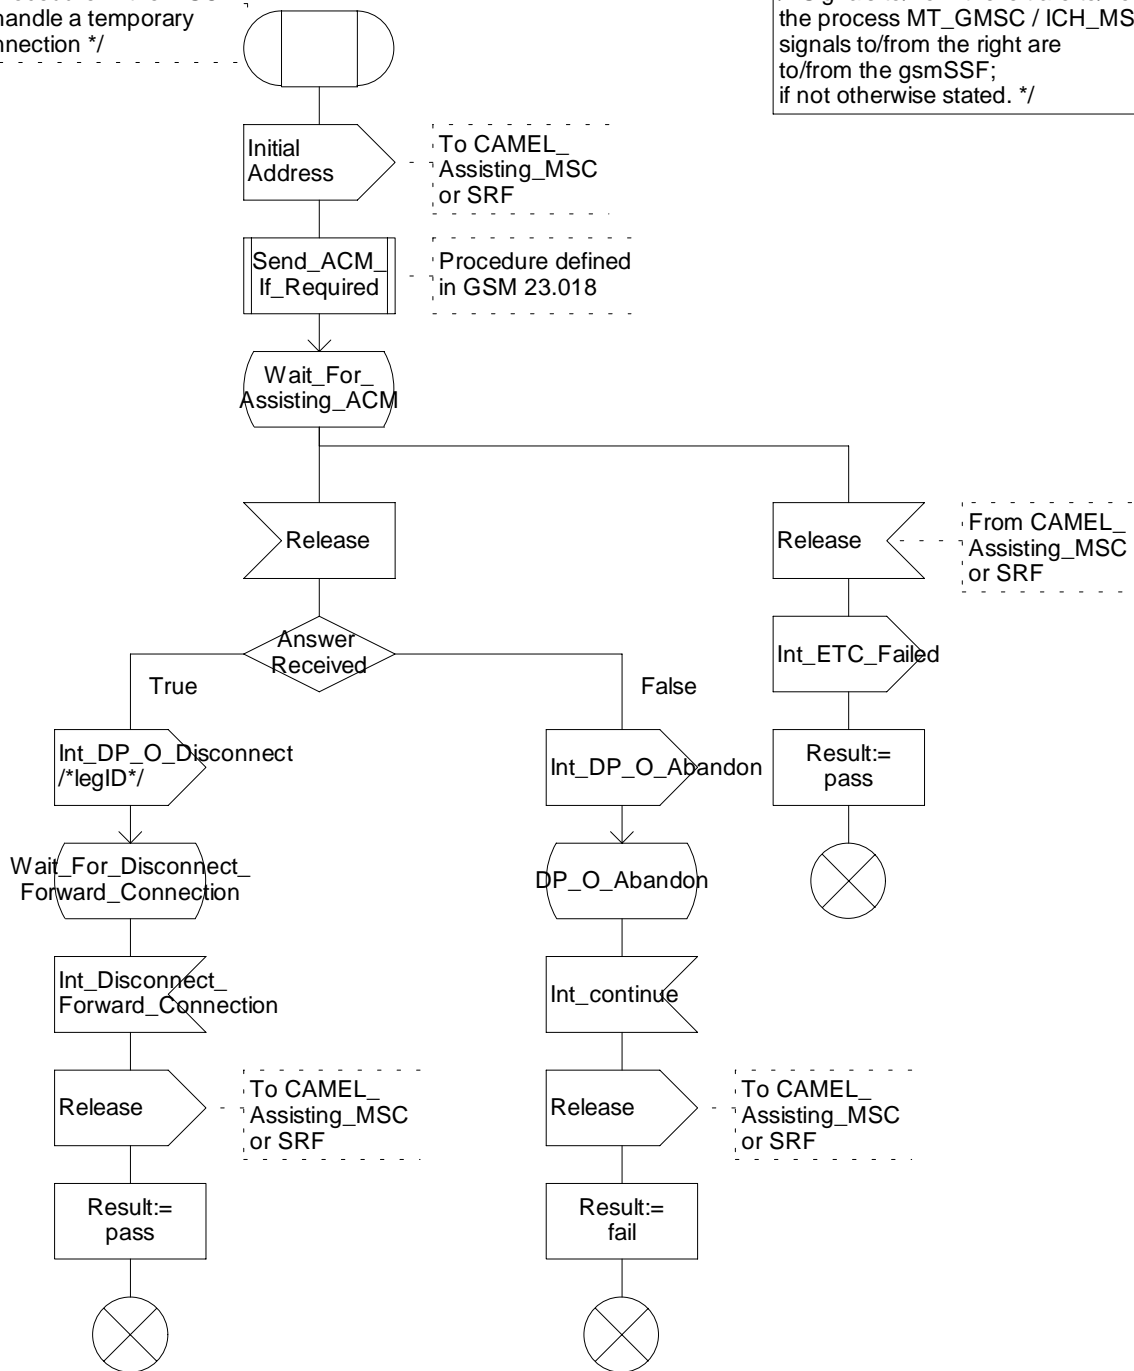 handle a temporary
*/
the process MT_GMSC / ICH_MS
signals to/from the right are
to/from the gsmSSF;
if not otherwise stated. */
Initial
Address
To CAMEL_
Assisting_MSC
or SRF
Send_ACM_
If_Required
Procedure defined
in GSM 23.018
Wait_For_
Assisting_ACM
Release
Release
From CAMEL_
Assisting_MSC
or SRF
Answer
Received
Int_ETC_Failed
True
False
Int_DP_O_Disconnect
/*legID*/
Int_DP_O_Abandon
Result:=
pass
Wait_For_Disconnect_
Forward_Connection
DP_O_Abandon
Int_Disconnect_
Forward_Connection
Int_continue
Release
To CAMEL_
Assisting_MSC
or SRF
Release
To CAMEL_
Assisting_MSC
or SRF
Result:=
pass
Result:=
fail